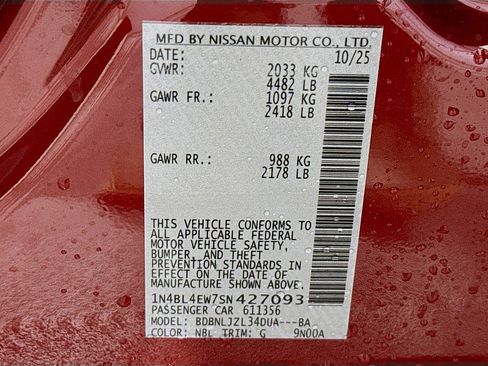 MFD BY NISSAN MOTOR CO., LTD.
DATE: 10/25
GVWR: 2033 KG
4482 LB
GAWR FR.: 1097 KG
2418 LB
GAWR RR.: 988 KG
2178 LB
THIS VEHICLE CONFORMS TO
ALL APPLICABLE FEDERAL
MOTOR VEHICLE SAFETY,
BUMPER, AND THEFT
PREVENTION STANDARDS IN
EFFECT ON THE DATE OF
MANUFACTURE SHOWN ABOVE.
1N4BL4EW7SN427093
PASSENGER CAR 611356
MODEL: BDBNLJZL34DUA---BA
COLOR: NBL TRIM: G 9N00A